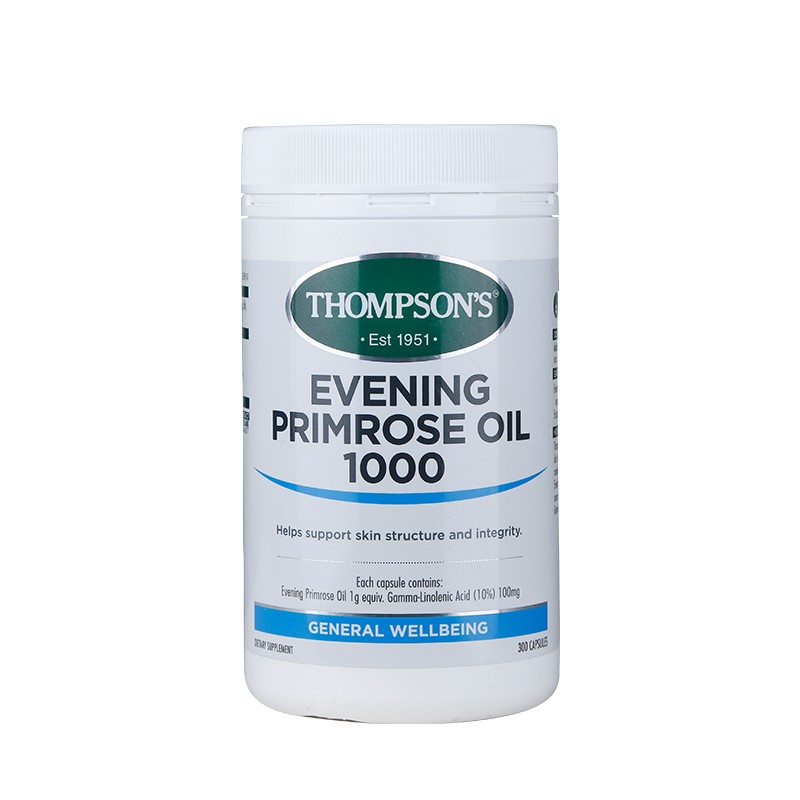 THOMPSON'S
• Est 1951 •
EVENING
PRIMROSE OIL
1000
Helps support skin structure and integrity.
Each capsule contains:
Evening Primrose Oil 1g equiv. Gamma-Linolenic Acid (10%) 100mg
GENERAL WELLBEING
DIETARY SUPPLEMENT
300 CAPSULES